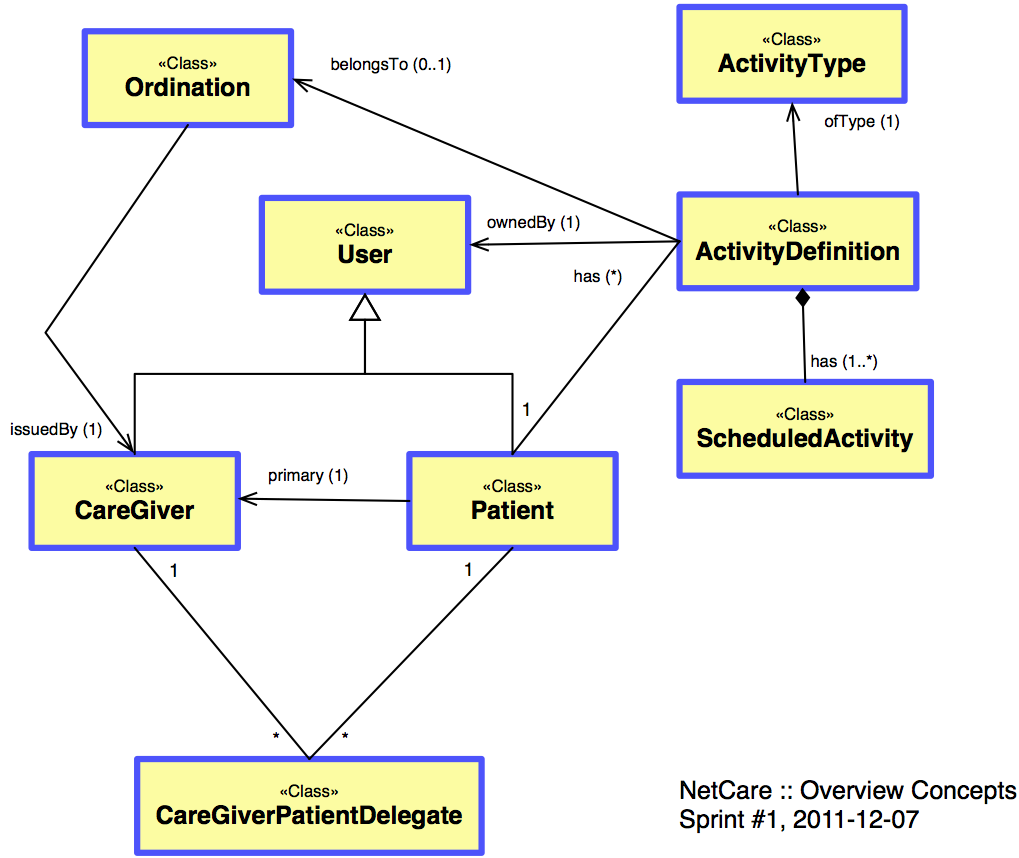 «Class»
ActivityType
«Class»
Ordination
belongsTo (0..1)
ofType (1)
«Class»
User
ownedBy (1)
«Class»
ActivityDefinition
has (*)
has (1..*)
«Class»
ScheduledActivity
1
issuedBy (1)
«Class»
CareGiver
primary (1)
«Class»
Patient
1
1
*
*
«Class»
CareGiverPatientDelegate
NetCare :: Overview Concepts
Sprint #1, 2011-12-07